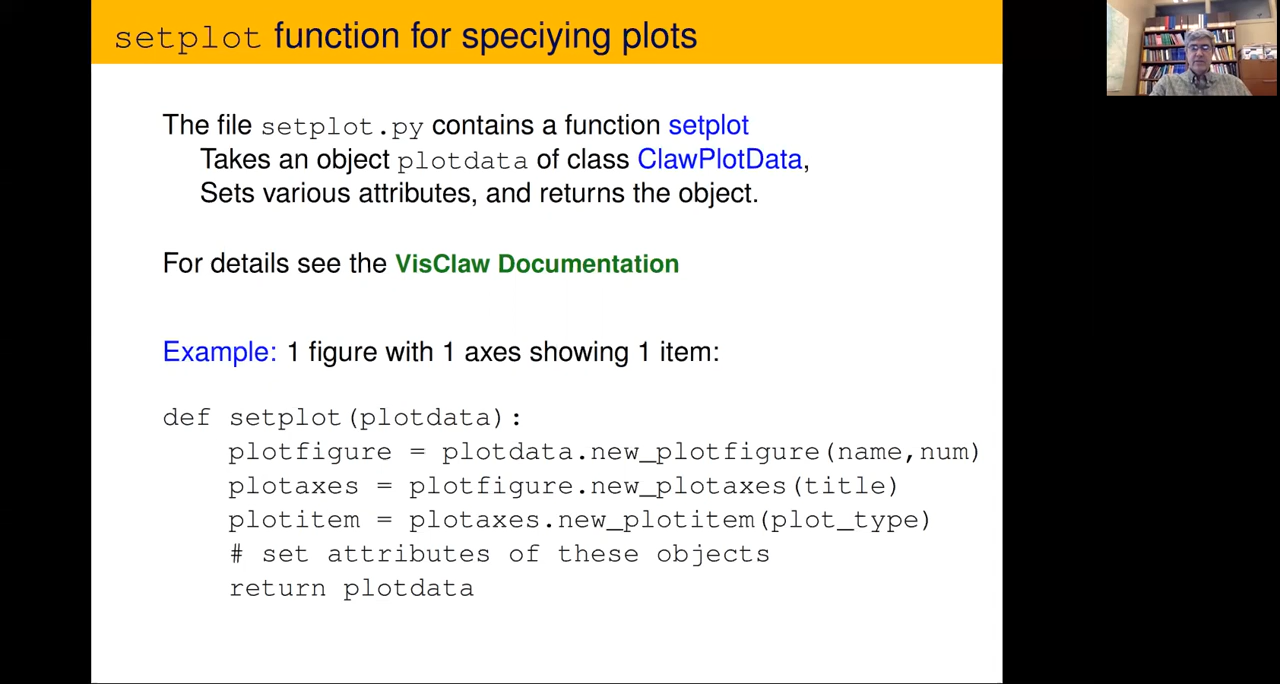 setplot function for speciying plots
The file setplot.py contains a function setplot
Takes an object plotdata of class ClawPlotData,
Sets various attributes, and returns the object.
For details see the VisClaw Documentation
Example: 1 figure with 1 axes showing 1 item:
def setplot(plotdata):
    plotfigure = plotdata.new_plotfigure(name,num)
    plotaxes = plotfigure.new_plotaxes(title)
    plotitem = plotaxes.new_plotitem(plot_type)
    # set attributes of these objects
    return plotdata